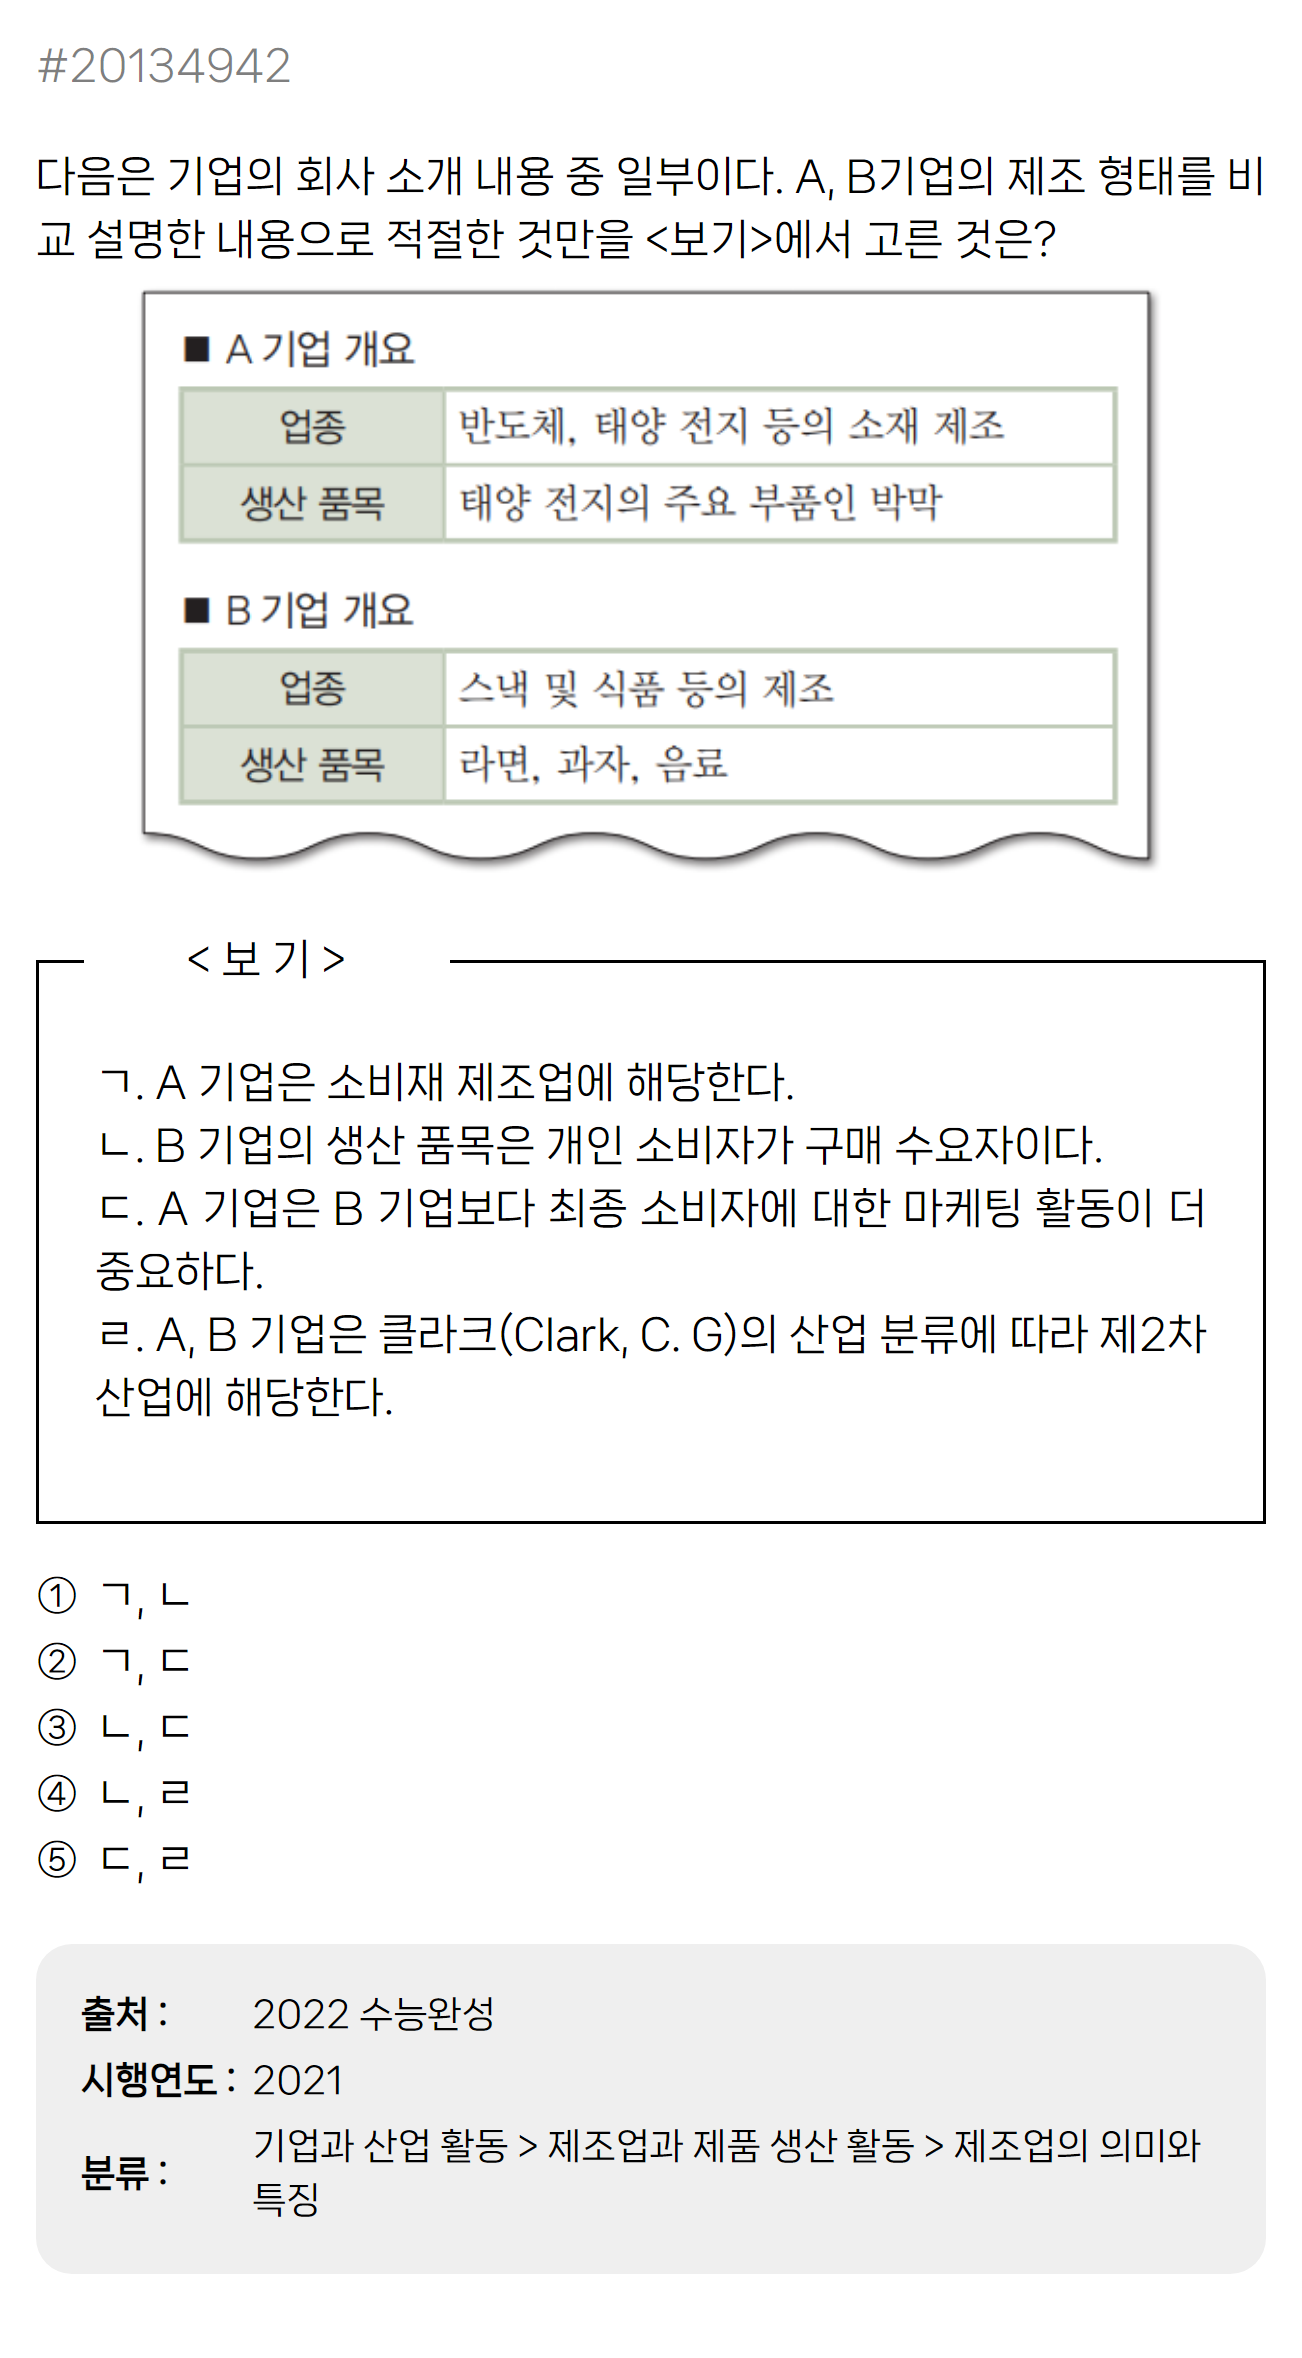 #20134942
다음은 기업의 회사 소개 내용 중 일부이다. A, B기업의 제조 형태를 비
교 설명한 내용으로 적절한 것만을 <보기>에서 고른 것은?
■ A 기업 개요
업종 반도체, 태양 전지 등의 소재 제조
생산 품목 태양 전지의 주요 부품인 박막
■ B 기업 개요
업종 스낵 및 식품 등의 제조
생산 품목 라면, 과자, 음료
< 보 기 >
ㄱ. A 기업은 소비재 제조업에 해당한다.
ㄴ. B 기업의 생산 품목은 개인 소비자가 구매 수요자이다.
ㄷ. A 기업은 B 기업보다 최종 소비자에 대한 마케팅 활동이 더
중요하다.
ㄹ. A, B 기업은 클라크(Clark, C. G)의 산업 분류에 따라 제2차
산업에 해당한다.
① ㄱ, ㄴ
② ㄱ, ㄷ
③ ㄴ, ㄷ
④ ㄴ, ㄹ
⑤ ㄷ, ㄹ
출처 : 2022 수능완성
시행연도 : 2021
분류 : 기업과 산업 활동 > 제조업과 제품 생산 활동 > 제조업의 의미와
특징